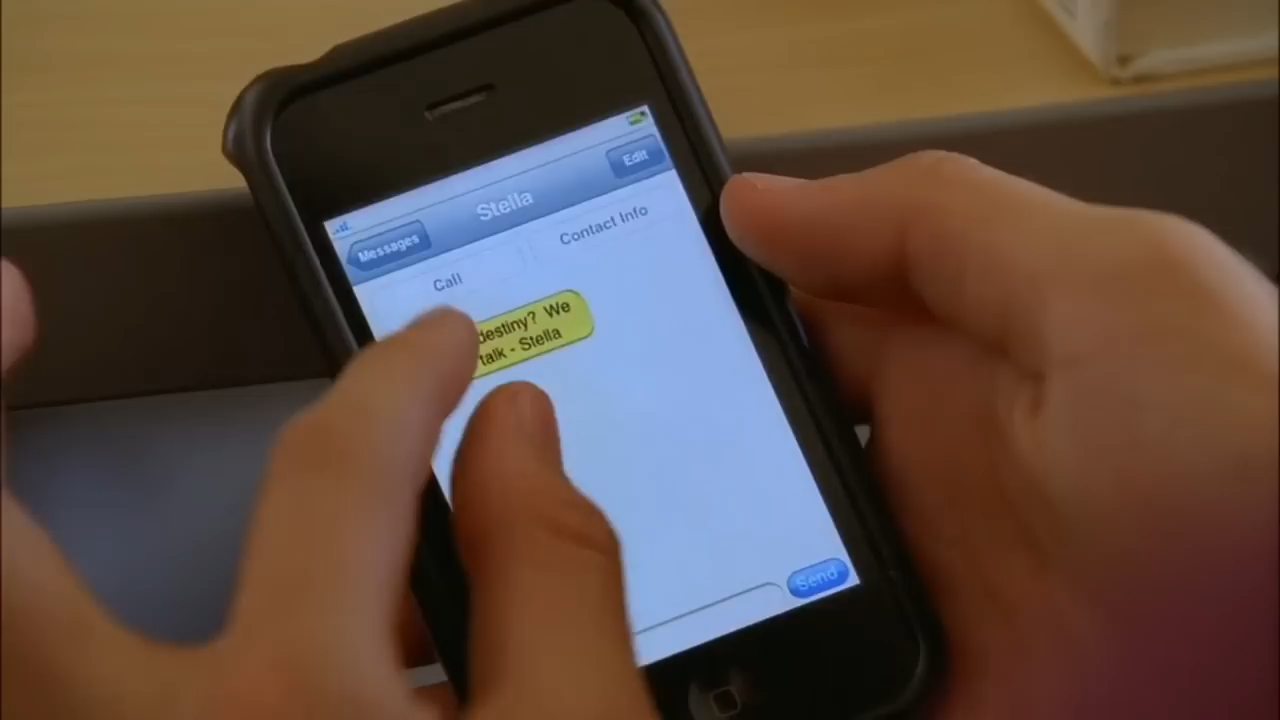 Stella
Edit
Messages
Call
Contact Info
destiny? We
talk - Stella
Send